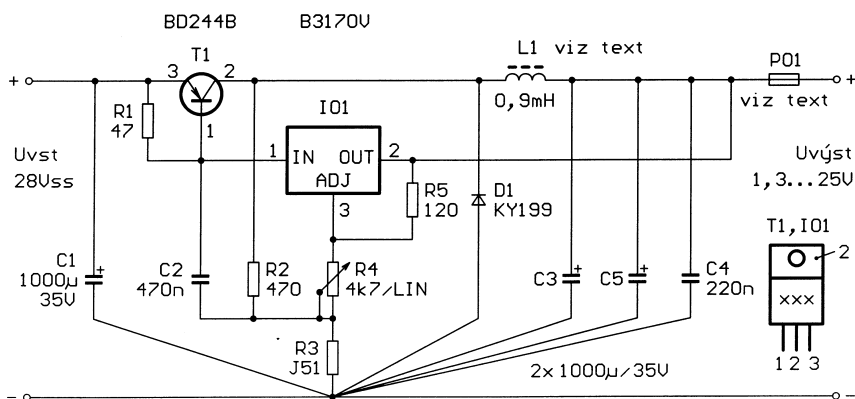 BD244B
B3170V
T1
L1 viz text
PO1
+
3
2
+
R1
47
1
IO1
0,9mH
viz text
Uvst
28Vss
1
IN OUT
ADJ
2
Uvýst
1,3...25V
3
R5
120
D1
KY199
T1,IO1
2
C1
1000µ
35V
+
C2
470n
R2
470
R4
4k7/LIN
C3
+
C5
+
C4
220n
xxx
R3
J51
2x 1000µ/35V
1 2 3
-
-